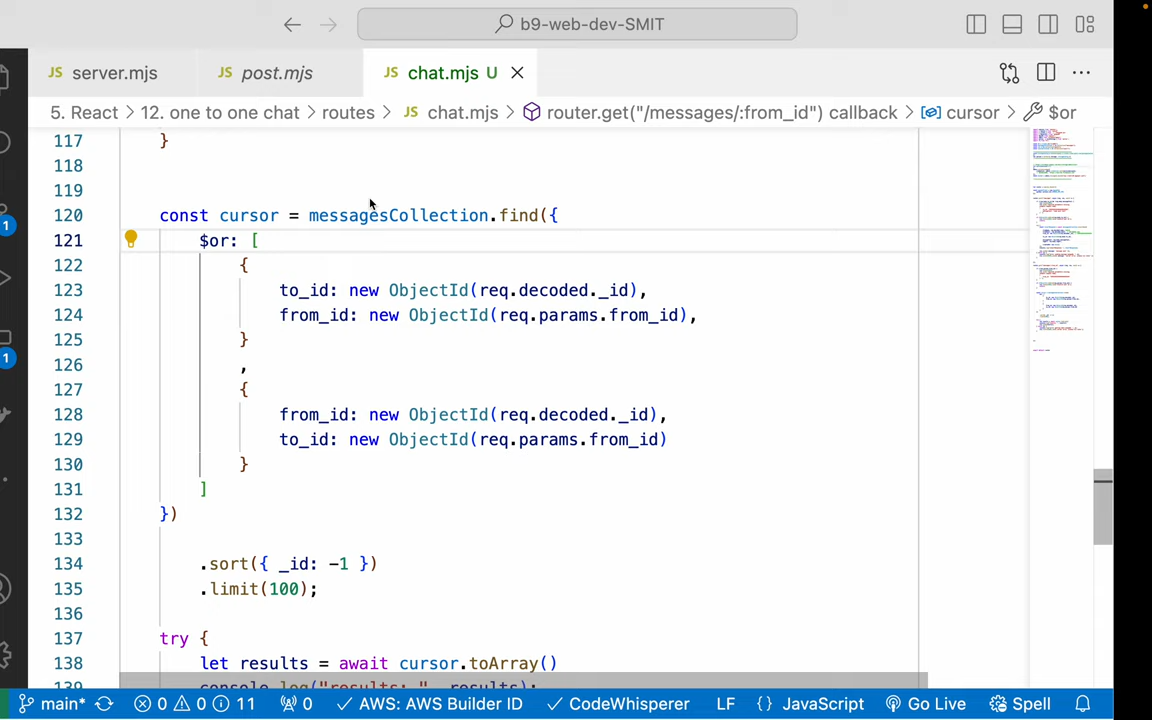 b9-web-dev-SMIT
JS server.mjs JS post.mjs JS chat.mjs U
5. React > 12. one to one chat > routes > JS chat.mjs > router.get("/messages/:from_id") callback > cursor > $or
117 }
118
119
120 const cursor = messagesCollection.find({
121 $or: [
122 {
123 to_id: new ObjectId(req.decoded._id),
124 from_id: new ObjectId(req.params.from_id),
125 }
126 ,
127 {
128 from_id: new ObjectId(req.decoded._id),
129 to_id: new ObjectId(req.params.from_id)
130 }
131 ]
132 })
133
134 .sort({ _id: -1 })
135 .limit(100);
136
137 try {
138 let results = await cursor.toArray()
139 console.log("results: ", results);
1
1
main* 0 0 11 0 AWS: AWS Builder ID CodeWhisperer LF {} JavaScript Go Live Spell